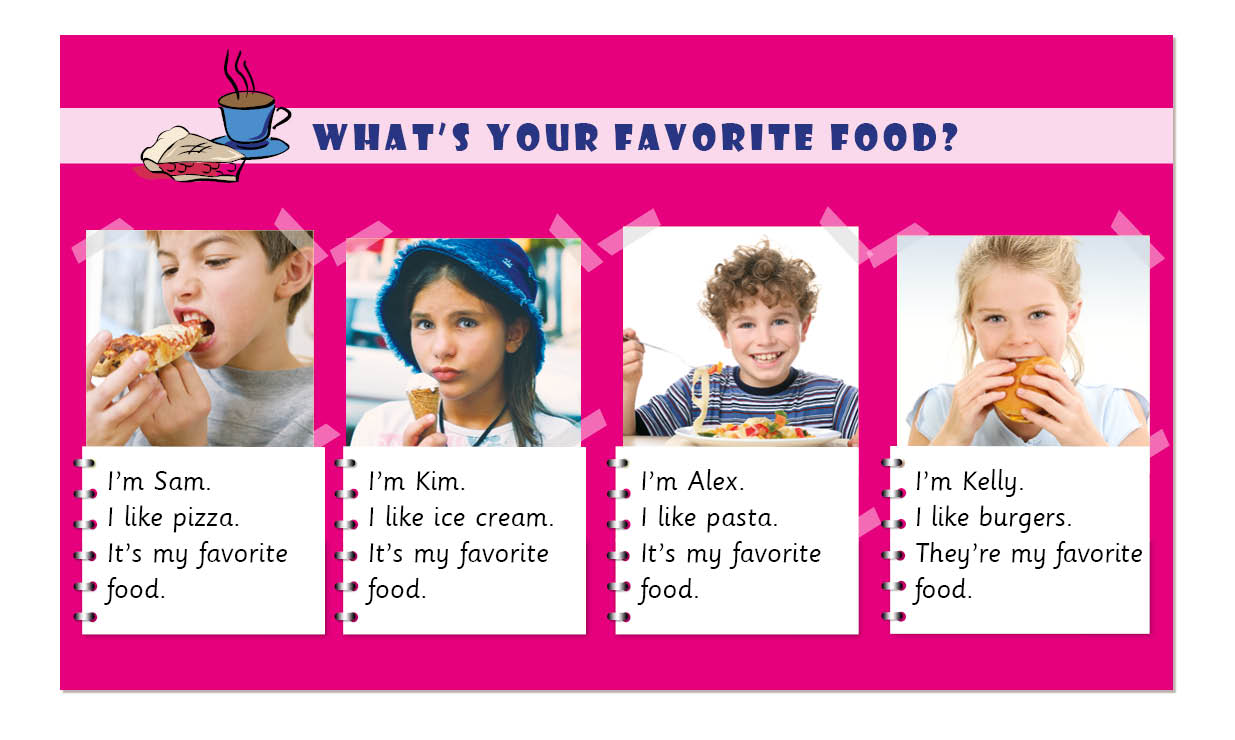 WHAT'S YOUR FAVORITE FOOD?
I'm Sam.
I like pizza.
It's my favorite
food.
I'm Kim.
I like ice cream.
It's my favorite
food.
I'm Alex.
I like pasta.
It's my favorite
food.
I'm Kelly.
I like burgers.
They're my favorite
food.